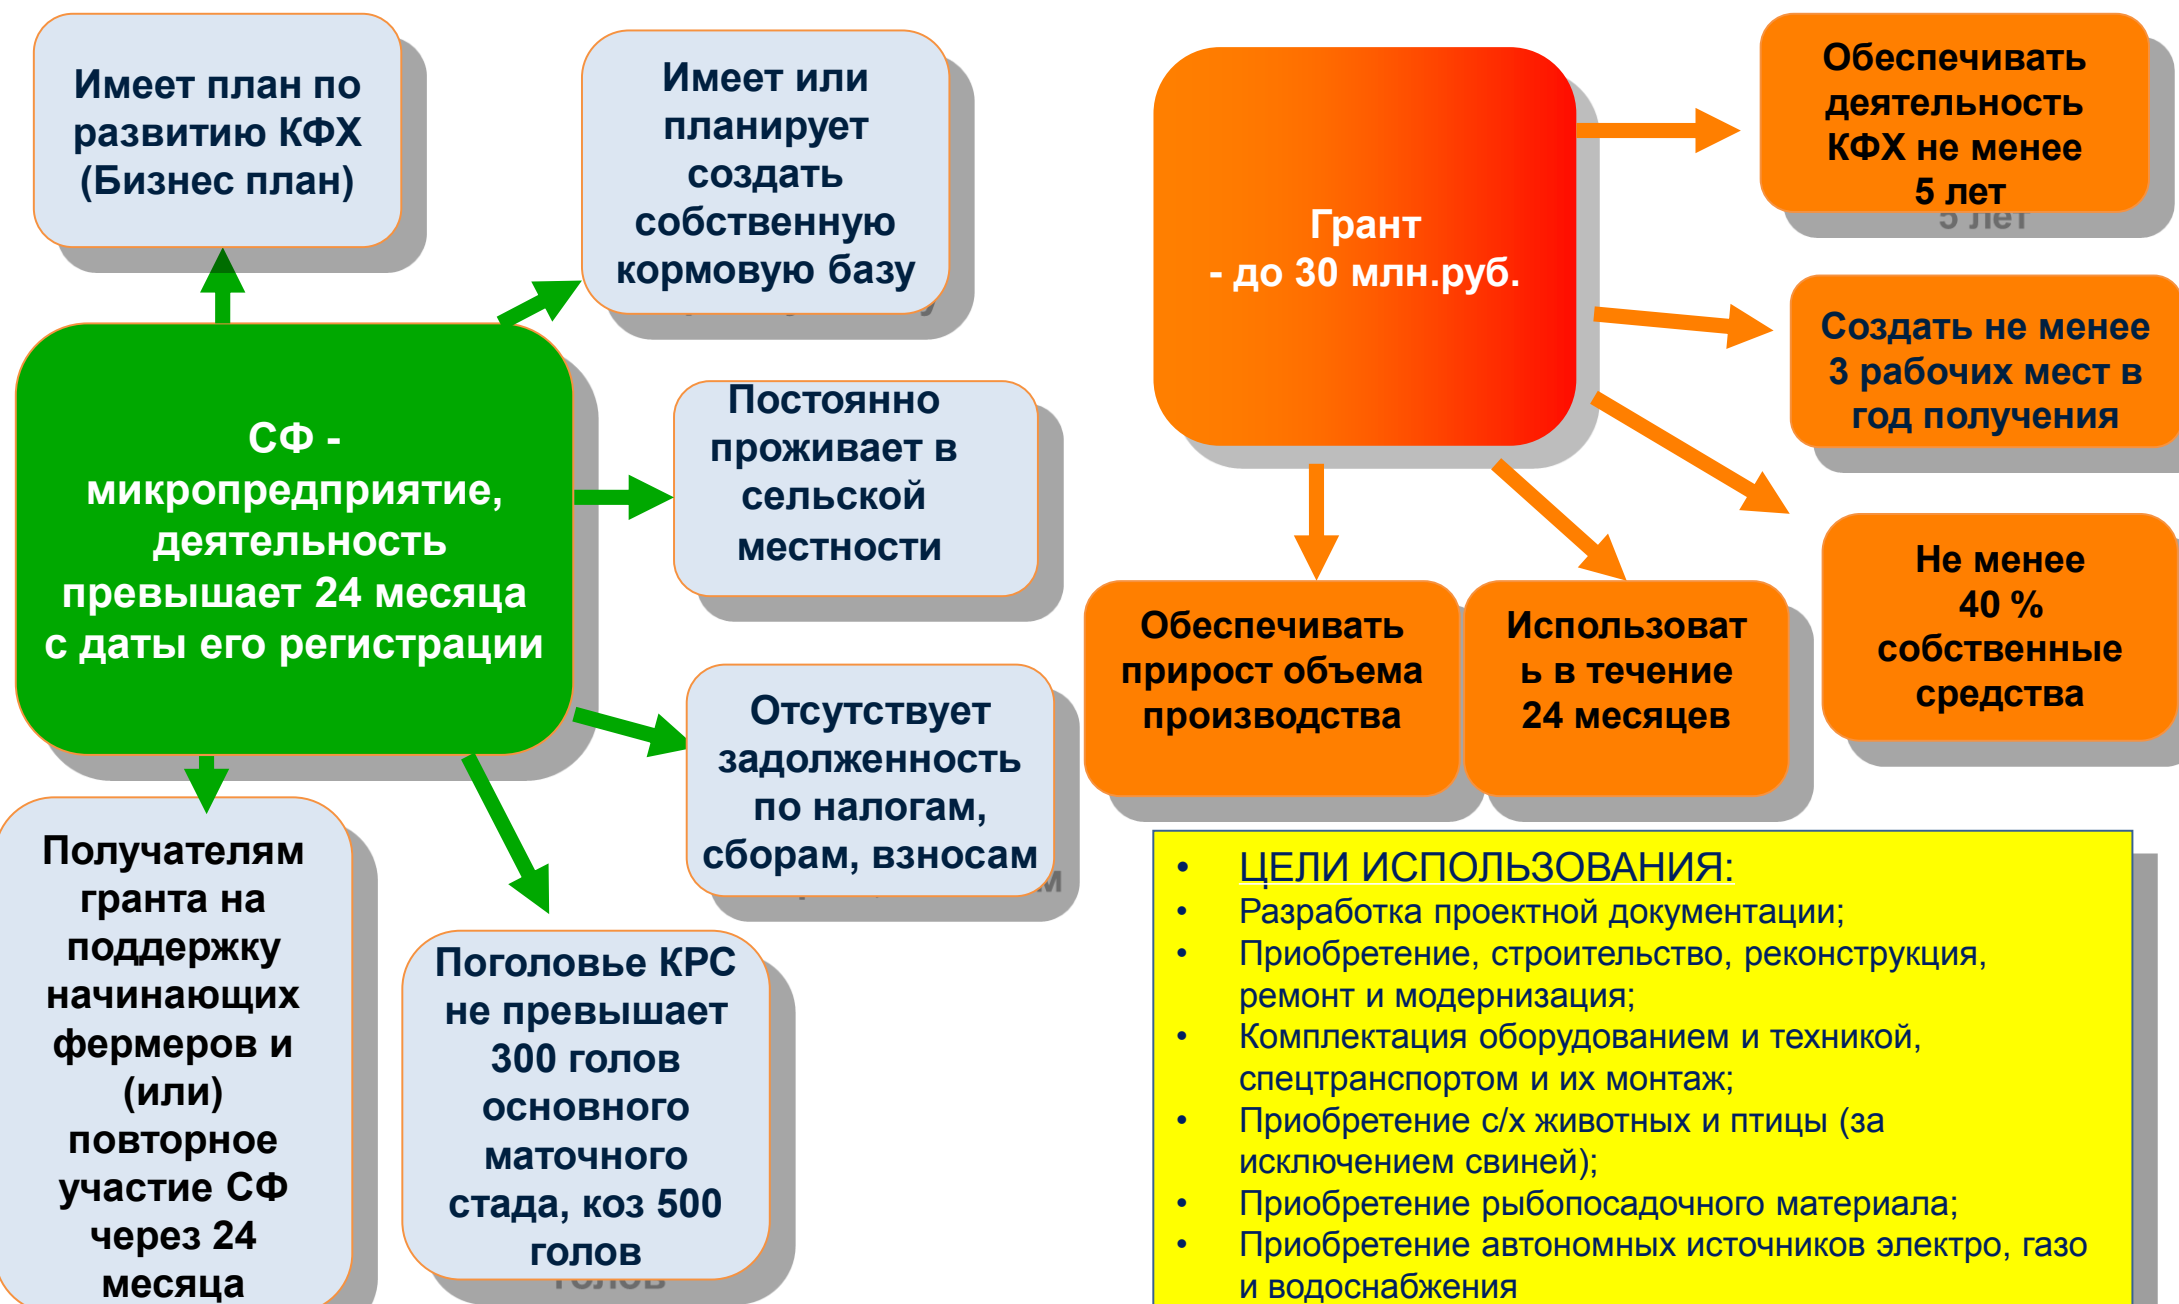 Имеет план по
развитию КФХ
(Бизнес план)
Имеет или
планирует
создать
собственную
кормовую базу
СФ -
микропредприятие,
деятельность
превышает 24 месяца
с даты его регистрации
Постоянно
проживает в
сельской
местности
Отсутствует
задолженность
по налогам,
сборам, взносам
Получателям
гранта на
поддержку
начинающих
фермеров и
(или)
повторное
участие СФ
через 24
месяца
Поголовье КРС
не превышает
300 голов
основного
маточного
стада, коз 500
голов
Грант
- до 30 млн.руб.
Обеспечивать
деятельность
КФХ не менее
5 лет
Создать не менее
3 рабочих мест в
год получения
Не менее
40 %
собственные
средства
Обеспечивать
прирост объема
производства
Использоват
ь в течение
24 месяцев
• ЦЕЛИ ИСПОЛЬЗОВАНИЯ:
• Разработка проектной документации;
• Приобретение, строительство, реконструкция,
ремонт и модернизация;
• Комплектация оборудованием и техникой,
спецтранспортом и их монтаж;
• Приобретение с/х животных и птицы (за
исключением свиней);
• Приобретение рыбопосадочного материала;
• Приобретение автономных источников электро, газо
и водоснабжения